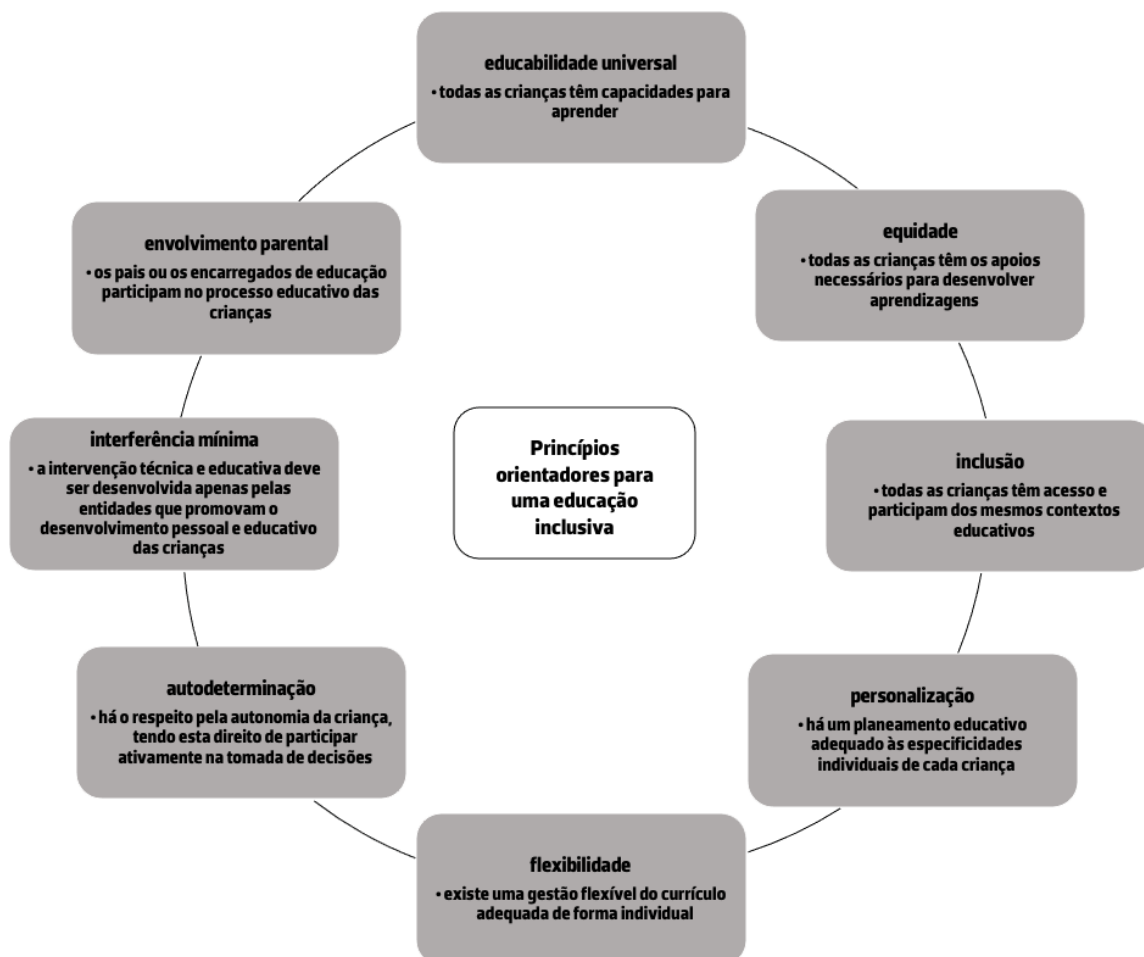 educabilidade universal
• todas as crianças têm capacidades para
aprender
equidade
• todas as crianças têm os apoios
necessários para desenvolver
aprendizagens
inclusão
• todas as crianças têm acesso e
participam dos mesmos contextos
educativos
personalização
• há um planeamento educativo
adequado às especificidades
individuais de cada criança
flexibilidade
• existe uma gestão flexível do currículo
adequada de forma individual
autodeterminação
• há o respeito pela autonomia da criança,
tendo esta direito de participar
ativamente na tomada de decisões
interferência mínima
• a intervenção técnica e educativa deve
ser desenvolvida apenas pelas
entidades que promovam o
desenvolvimento pessoal e educativo
das crianças
envolvimento parental
• os pais ou os encarregados de educação
participam no processo educativo das
crianças
Princípios
orientadores para
uma educação
inclusiva